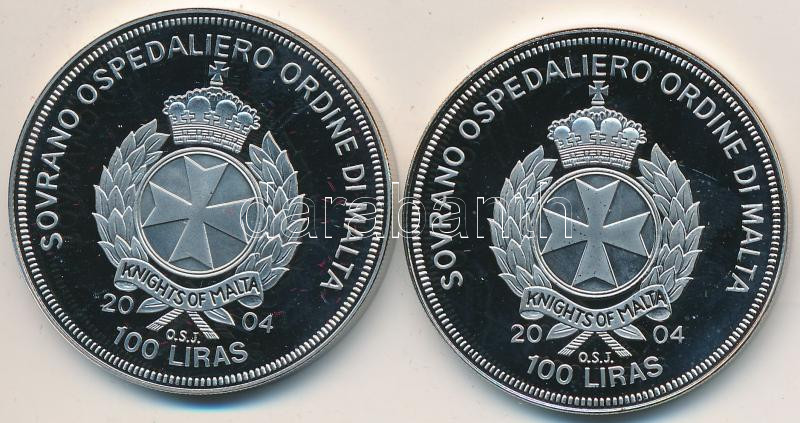 SOVRANO OSPEDALIERO ORDINE DI MALTA
KNIGHTS OF MALTA
20 04
O.S.J.
100 LIRAS
SOVRANO OSPEDALIERO ORDINE DI MALTA
KNIGHTS OF MALTA
20 04
O.S.J.
100 LIRAS
darabanth